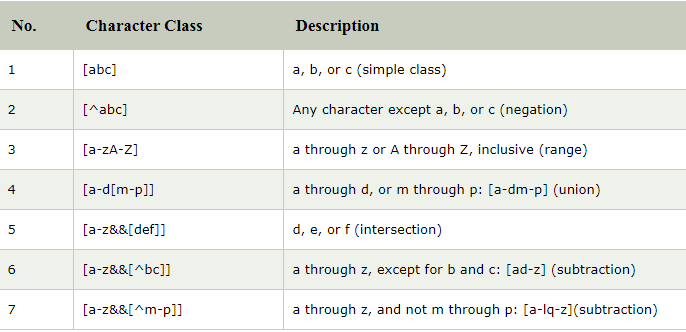 No. Character Class Description
1 [abc] a, b, or c (simple class)
2 [^abc] Any character except a, b, or c (negation)
3 [a-zA-Z] a through z or A through Z, inclusive (range)
4 [a-d[m-p]] a through d, or m through p: [a-dm-p] (union)
5 [a-z&&[def]] d, e, or f (intersection)
6 [a-z&&[^bc]] a through z, except for b and c: [ad-z] (subtraction)
7 [a-z&&[^m-p]] a through z, and not m through p: [a-lq-z](subtraction)